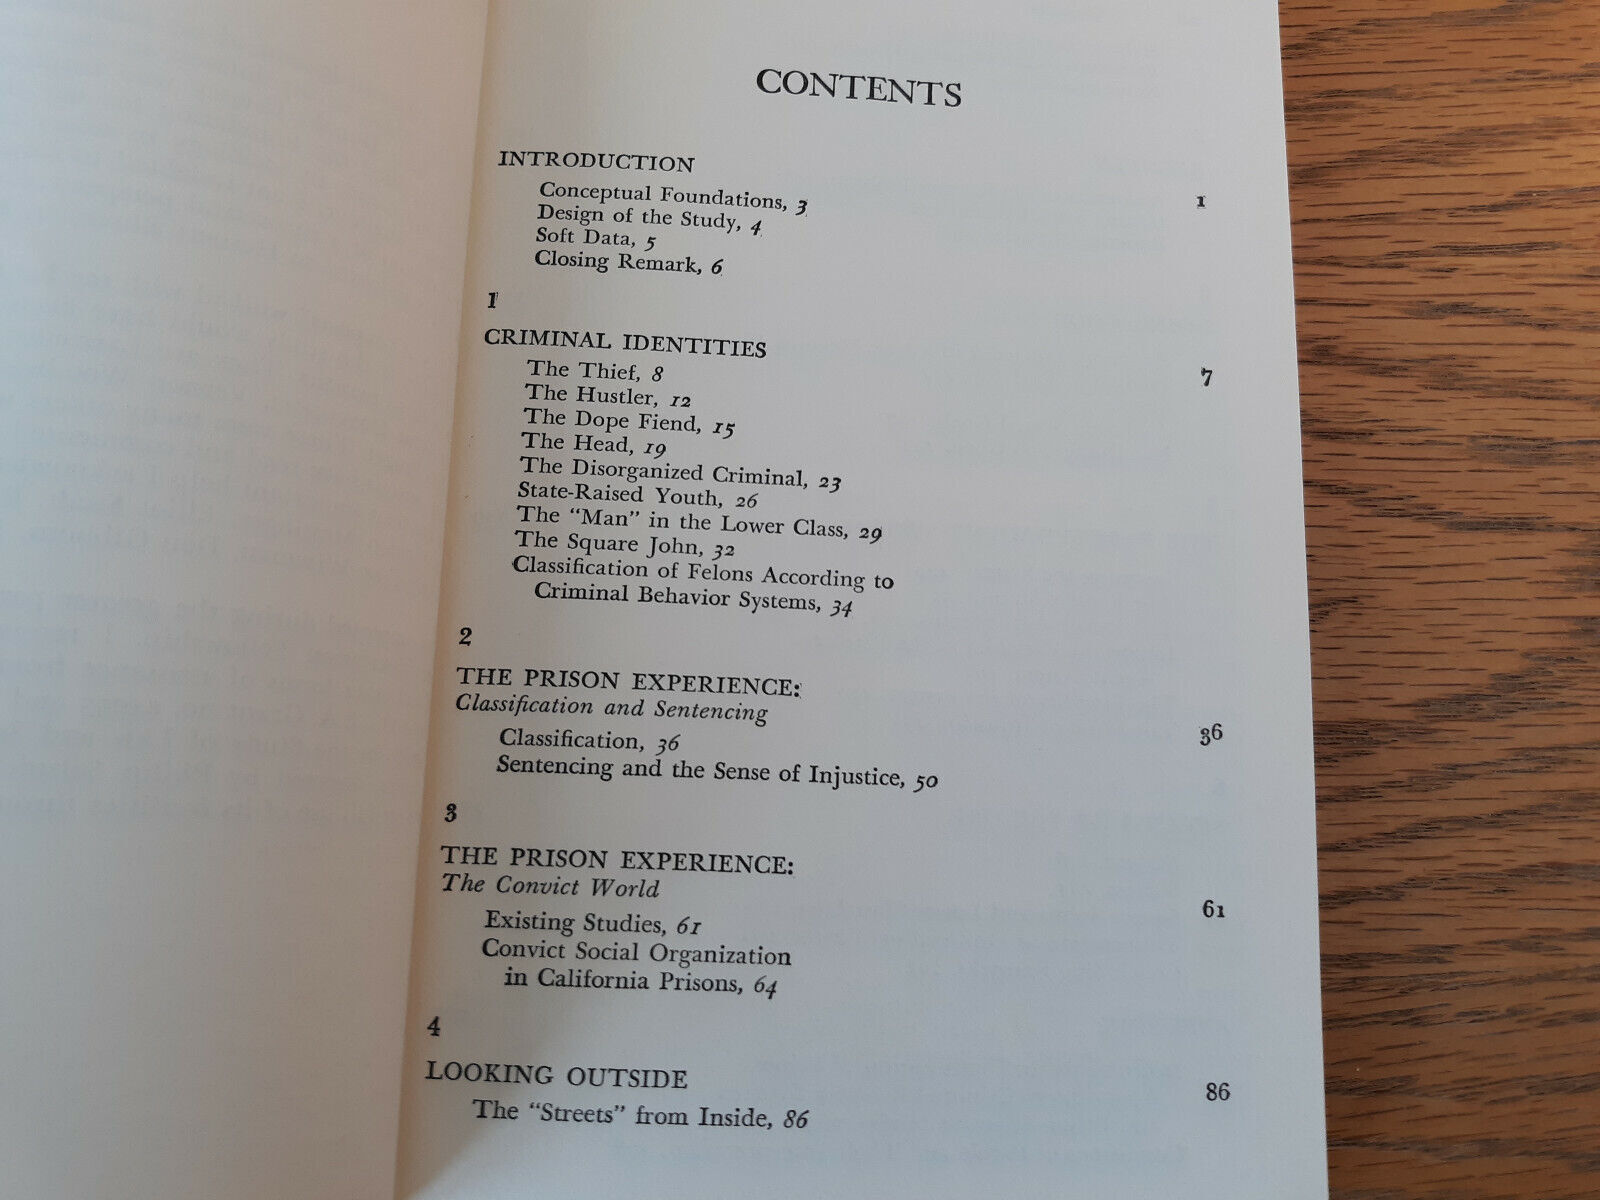 CONTENTS
INTRODUCTION 1
Conceptual Foundations, 3
Design of the Study, 4
Soft Data, 5
Closing Remark, 6
1
CRIMINAL IDENTITIES 7
The Thief, 8
The Hustler, 12
The Dope Fiend, 15
The Head, 19
The Disorganized Criminal, 23
State-Raised Youth, 26
The “Man” in the Lower Class, 29
The Square John, 32
Classification of Felons According to
Criminal Behavior Systems, 34
2
THE PRISON EXPERIENCE:
Classification and Sentencing 36
Classification, 36
Sentencing and the Sense of Injustice, 50
3
THE PRISON EXPERIENCE:
The Convict World 61
Existing Studies, 61
Convict Social Organization
in California Prisons, 64
4
LOOKING OUTSIDE 86
The “Streets” from Inside, 86